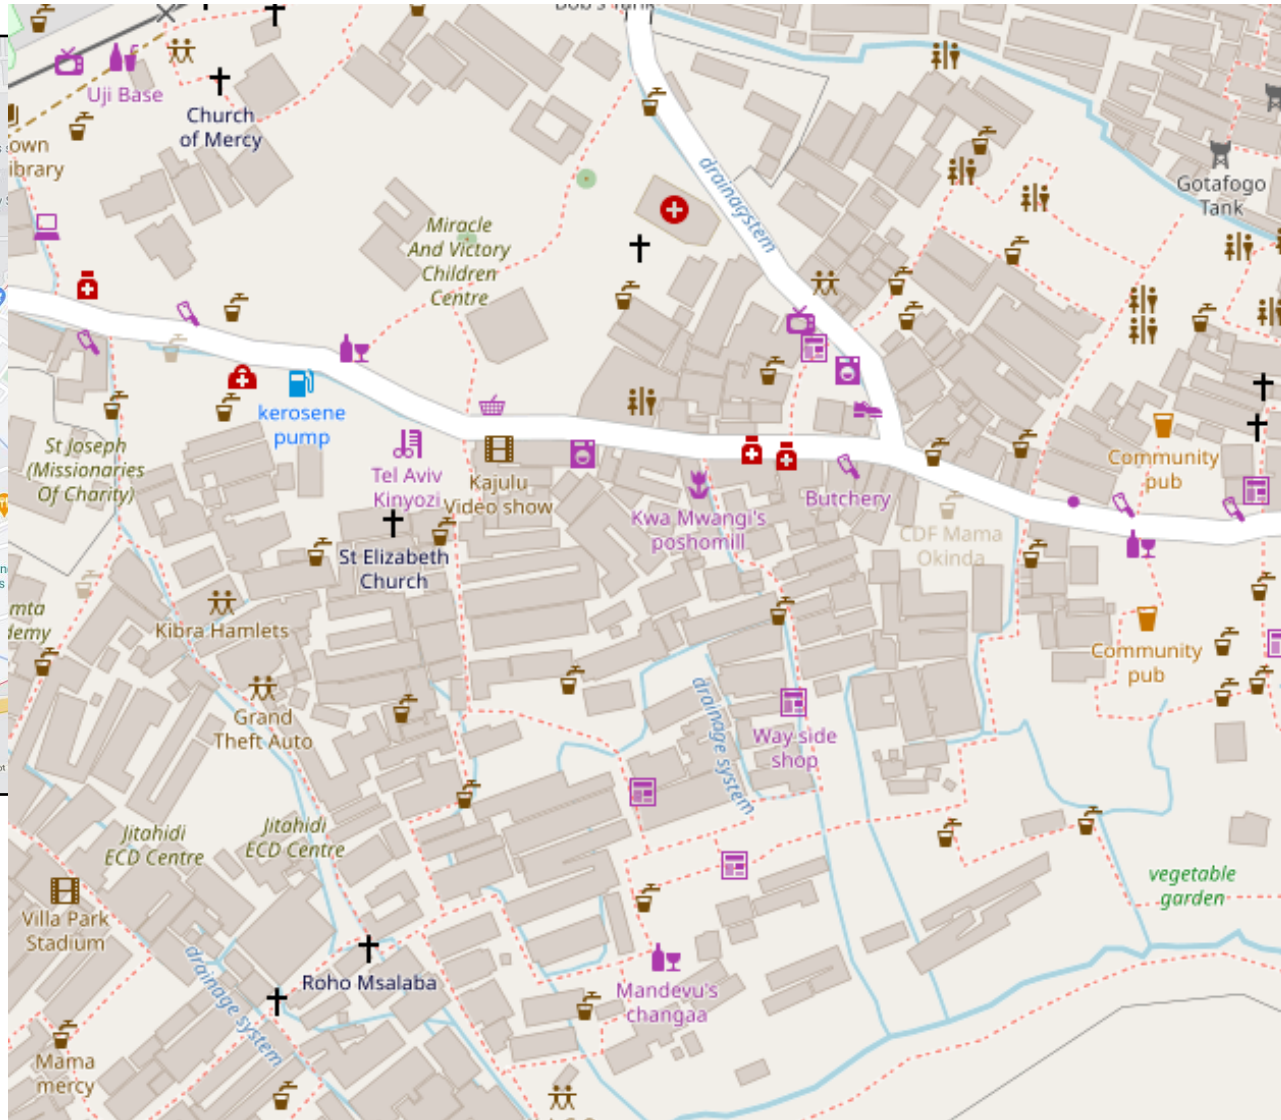 Bob's Tank
Uji Base
Church
of Mercy
own
ibrary
drainagystem
Gotafogo
Tank
Miracle
And Victory
Children
Centre
kerosene
pump
St Joseph
(Missionaries
Of Charity)
Tel Aviv
Kinyozi
Kajulu
Video show
Community
pub
Butchery
Kwa Mwangi's
poshomill
CDF Mama
Okinda
St Elizabeth
Church
mta
demy
Kibra Hamlets
Community
pub
Grand
Theft Auto
drainage system
Way side
shop
Jitahidi
ECD Centre
Jitahidi
ECD Centre
vegetable
garden
Villa Park
Stadium
drainage system
Roho Msalaba
Mandevu's
changaa
Mama
mercy